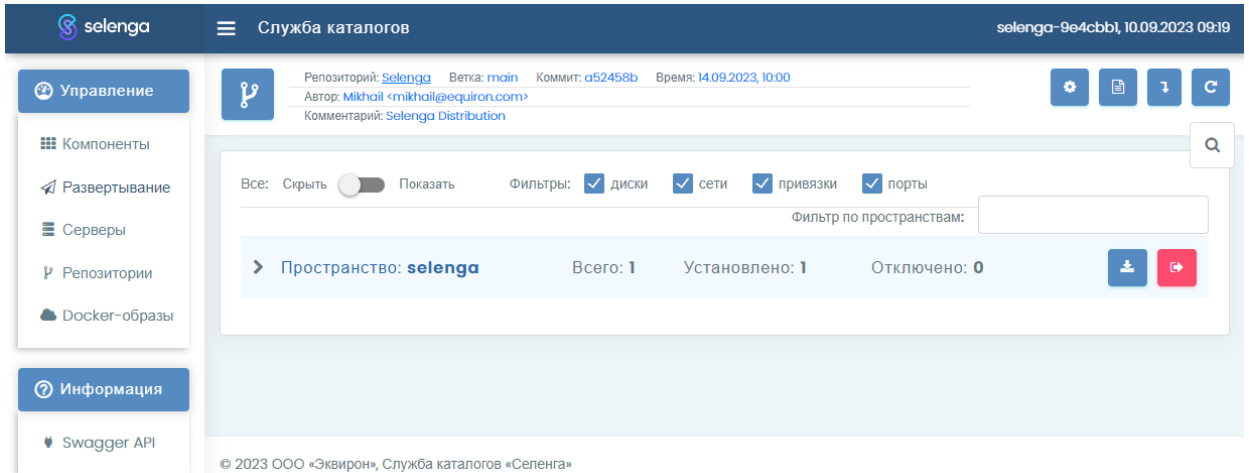 selenga
Служба каталогов
selenga-9e4cbb1, 10.09.2023 09:19
Управление
Компоненты
Развертывание
Серверы
Репозитории
Docker-образы
Информация
Swagger API
Репозиторий: Selenga Ветка: main Коммит: a52458b Время: 14.09.2023, 10:00
Автор: Mikhail <mikhail@equiron.com>
Комментарий: Selenga Distribution
Все: Скрыть Показать Фильтры: диски сети привязки порты
Фильтр по пространствам:
Пространство: selenga Всего: 1 Установлено: 1 Отключено: 0
© 2023 ООО «Эквирон», Служба каталогов «Селенга»